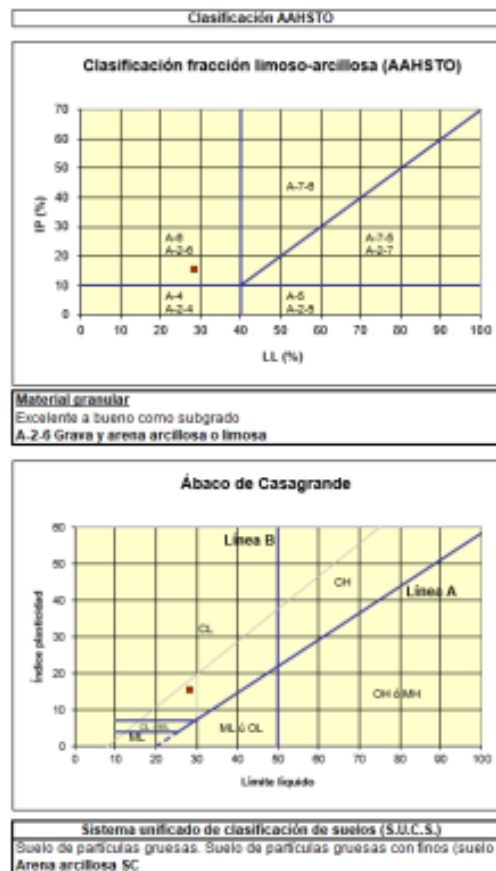 Clasificación AAHSTO
Clasificación fracción limoso-arcillosa (AAHSTO)
IP (%)
70
60
50
40
30
20
10
0
A-7-6
A-6
A-2-6
A-7-5
A-2-7
A-4
A-2-4
A-5
0 10 20 30 40 50 60 70 80 90 100
LL (%)
Material granular
Excelente a bueno como subgrado
A-2-6 Grava y arena arcillosa o limosa
Ábaco de Casagrande
Índice plasticidad
60
50
40
30
20
10
0
Línea B
CH
Línea A
CL
OH ó MH
ML ó OL
ML
0 10 20 30 40 50 60 70 80 90 100
Límite líquido
Sistema unificado de clasificación de suelos (S.U.C.S.)
Suelo de partículas gruesas. Suelo de partículas gruesas con finos (suelo
Arena arcillosa SC